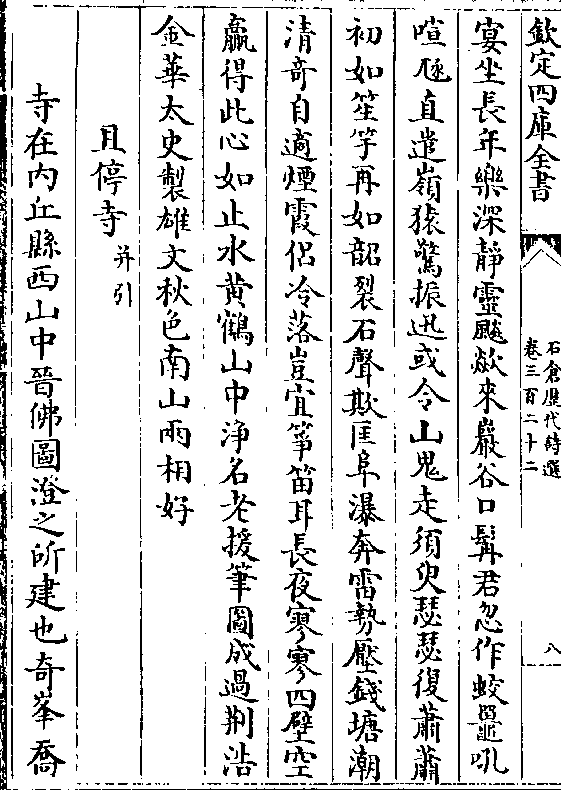 欽定四庫全書
石倉歷代詩選
卷三百二十二
八
宴坐長年樂深靜靈飈歘來巖谷口髯君忽作蛟鼉吼
喧豗直遣嶺猿驚振迅或令山鬼走須臾瑟瑟復蕭蕭
初如笙竽再如韶裂石聲欺匡阜瀑奔雷勢壓錢塘潮
清竒自適煙霞侣冷落豈宜箏笛耳長夜寥寥四壁空
贏得此心如止水黄鶴山中浄名老援筆圖成過荆浩
金華太史製雄文秋色南山兩相好
且停寺并引
寺在内丘縣西山中晉佛圖澄之所建也奇峯喬